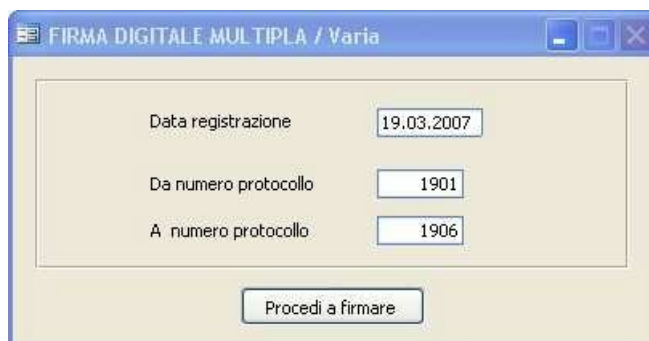 FIRMA DIGITALE MULTIPLA / Varia
Data registrazione 19.03.2007
Da numero protocollo 1901
A numero protocollo 1906
Procedi a firmare